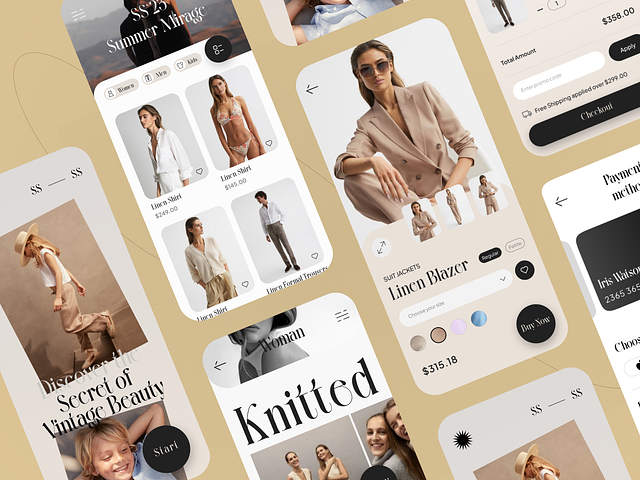 SS'25
Summer Mirage
Women
Men
Kids
Linen Shirt
$249.00
Linen Shirt
$145.00
Linen Shirt
Linen Formal Trousers
SS — SS
Discover the
Secret of
Vintage Beauty
Start
Woman
Knitted
SUIT JACKETS
Linen Blazer
Regular
Petite
Choose your size
$315.18
Buy Now
1
$358.00
Total Amount
Enter promo code
Apply
Free Shipping applied over $299.00
Checkout
Payment
Iris Watson
2365 365
Choose
SS — SS